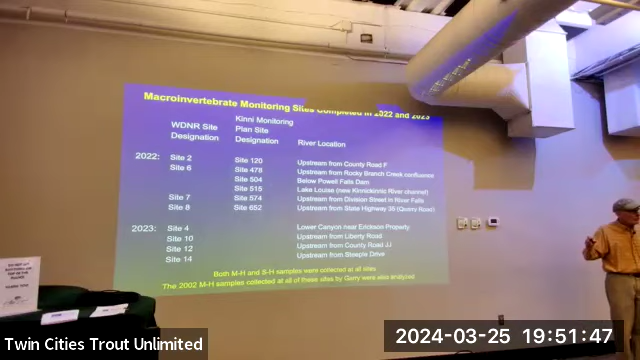 Macroinvertebrate Monitoring Sites Completed in 2022 and 2023
WDNR Site Designation
Kinni Monitoring Plan Site Designation
River Location
2022: Site 2 Site 120 Upstream from County Road F
Site 6 Site 478 Upstream from Rocky Branch Creek confluence
Site 504 Below Powell Falls Dam
Site 515 Lake Louise (new Kinnickinnic River channel)
Site 7 Site 574 Upstream from Division Street in River Falls
Site 8 Site 652 Upstream from State Highway 35 (Quarry Road)
2023: Site 4 Lower Canyon near Erickson Property
Site 10 Upstream from Liberty Road
Site 12 Upstream from County Road JJ
Site 14 Upstream from Steeple Drive
Both M-H and S-H samples were collected at all sites
The 2002 M-H samples collected at all of these sites by Garry were also analyzed
Twin Cities Trout Unlimited
2024-03-25 19:51:47